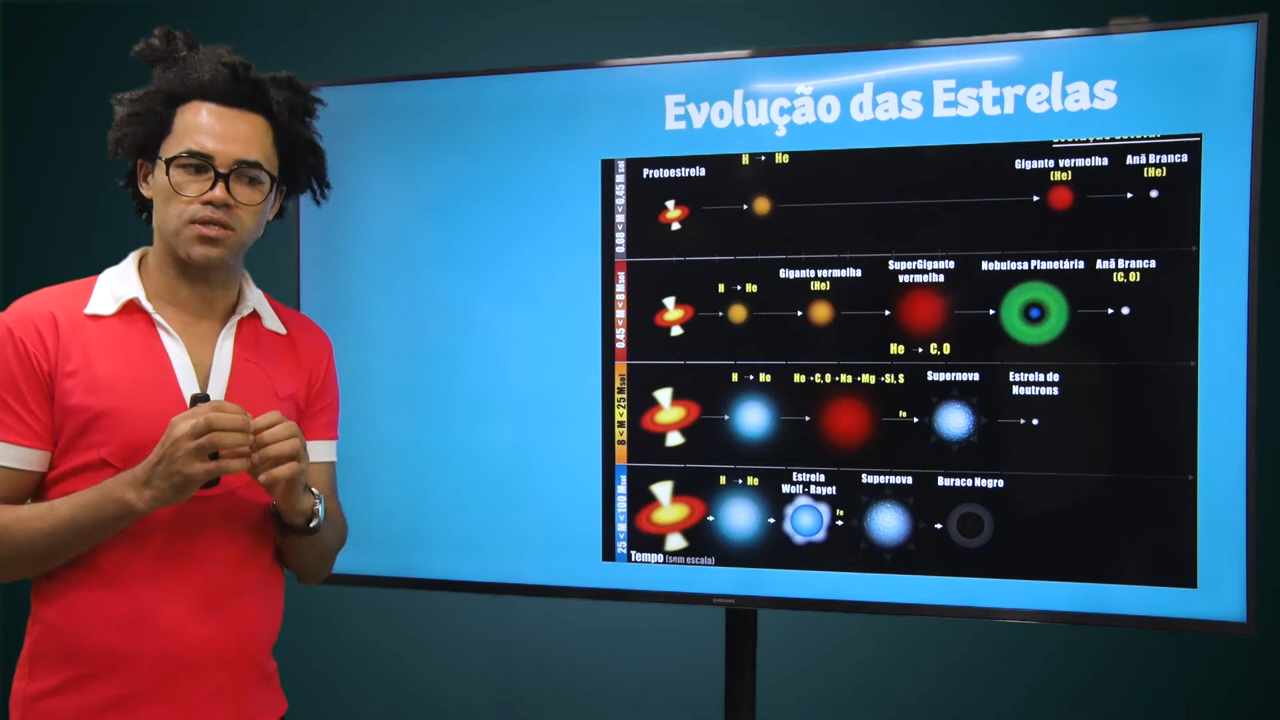 Evolução das Estrelas
0.08 < M < 0.45 M sol
Protoestrela
H → He
Gigante vermelha
(He)
Anã Branca
(He)
0.45 < M < 8 Msol
H → He
Gigante vermelha
(He)
SuperGigante
vermelha
He → C, O
Nebulosa Planetária
Anã Branca
(C, O)
8 < M < 25 Msol
H → He
He → C, O → Na → Mg → Si, S
Fe
Supernova
Estrela de
Neutrons
25 < M < 100 Msol
H → He
Estrela
Wolf - Rayet
Fe
Supernova
Buraco Negro
Tempo (sem escala)
SAMSUNG